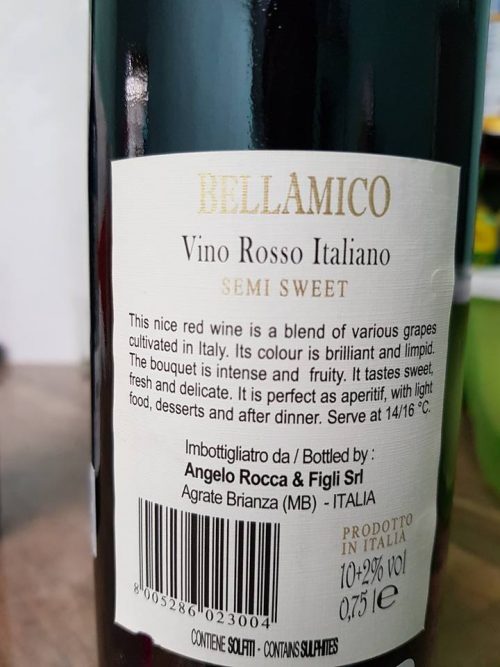 BELLAMICO
Vino Rosso Italiano
SEMI SWEET
This nice red wine is a blend of various grapes
cultivated in Italy. Its colour is brilliant and limpid.
The bouquet is intense and fruity. It tastes sweet,
fresh and delicate. It is perfect as aperitif, with light
food, desserts and after dinner. Serve at 14/16 °C.
Imbottigliatro da / Bottled by :
Angelo Rocca & Figli Srl
Agrate Brianza (MB) - ITALIA
PRODOTTO
IN ITALIA
10+2% vol
0,75 l e
8 005286 023004
CONTIENE SOLFITI - CONTAINS SULPHITES